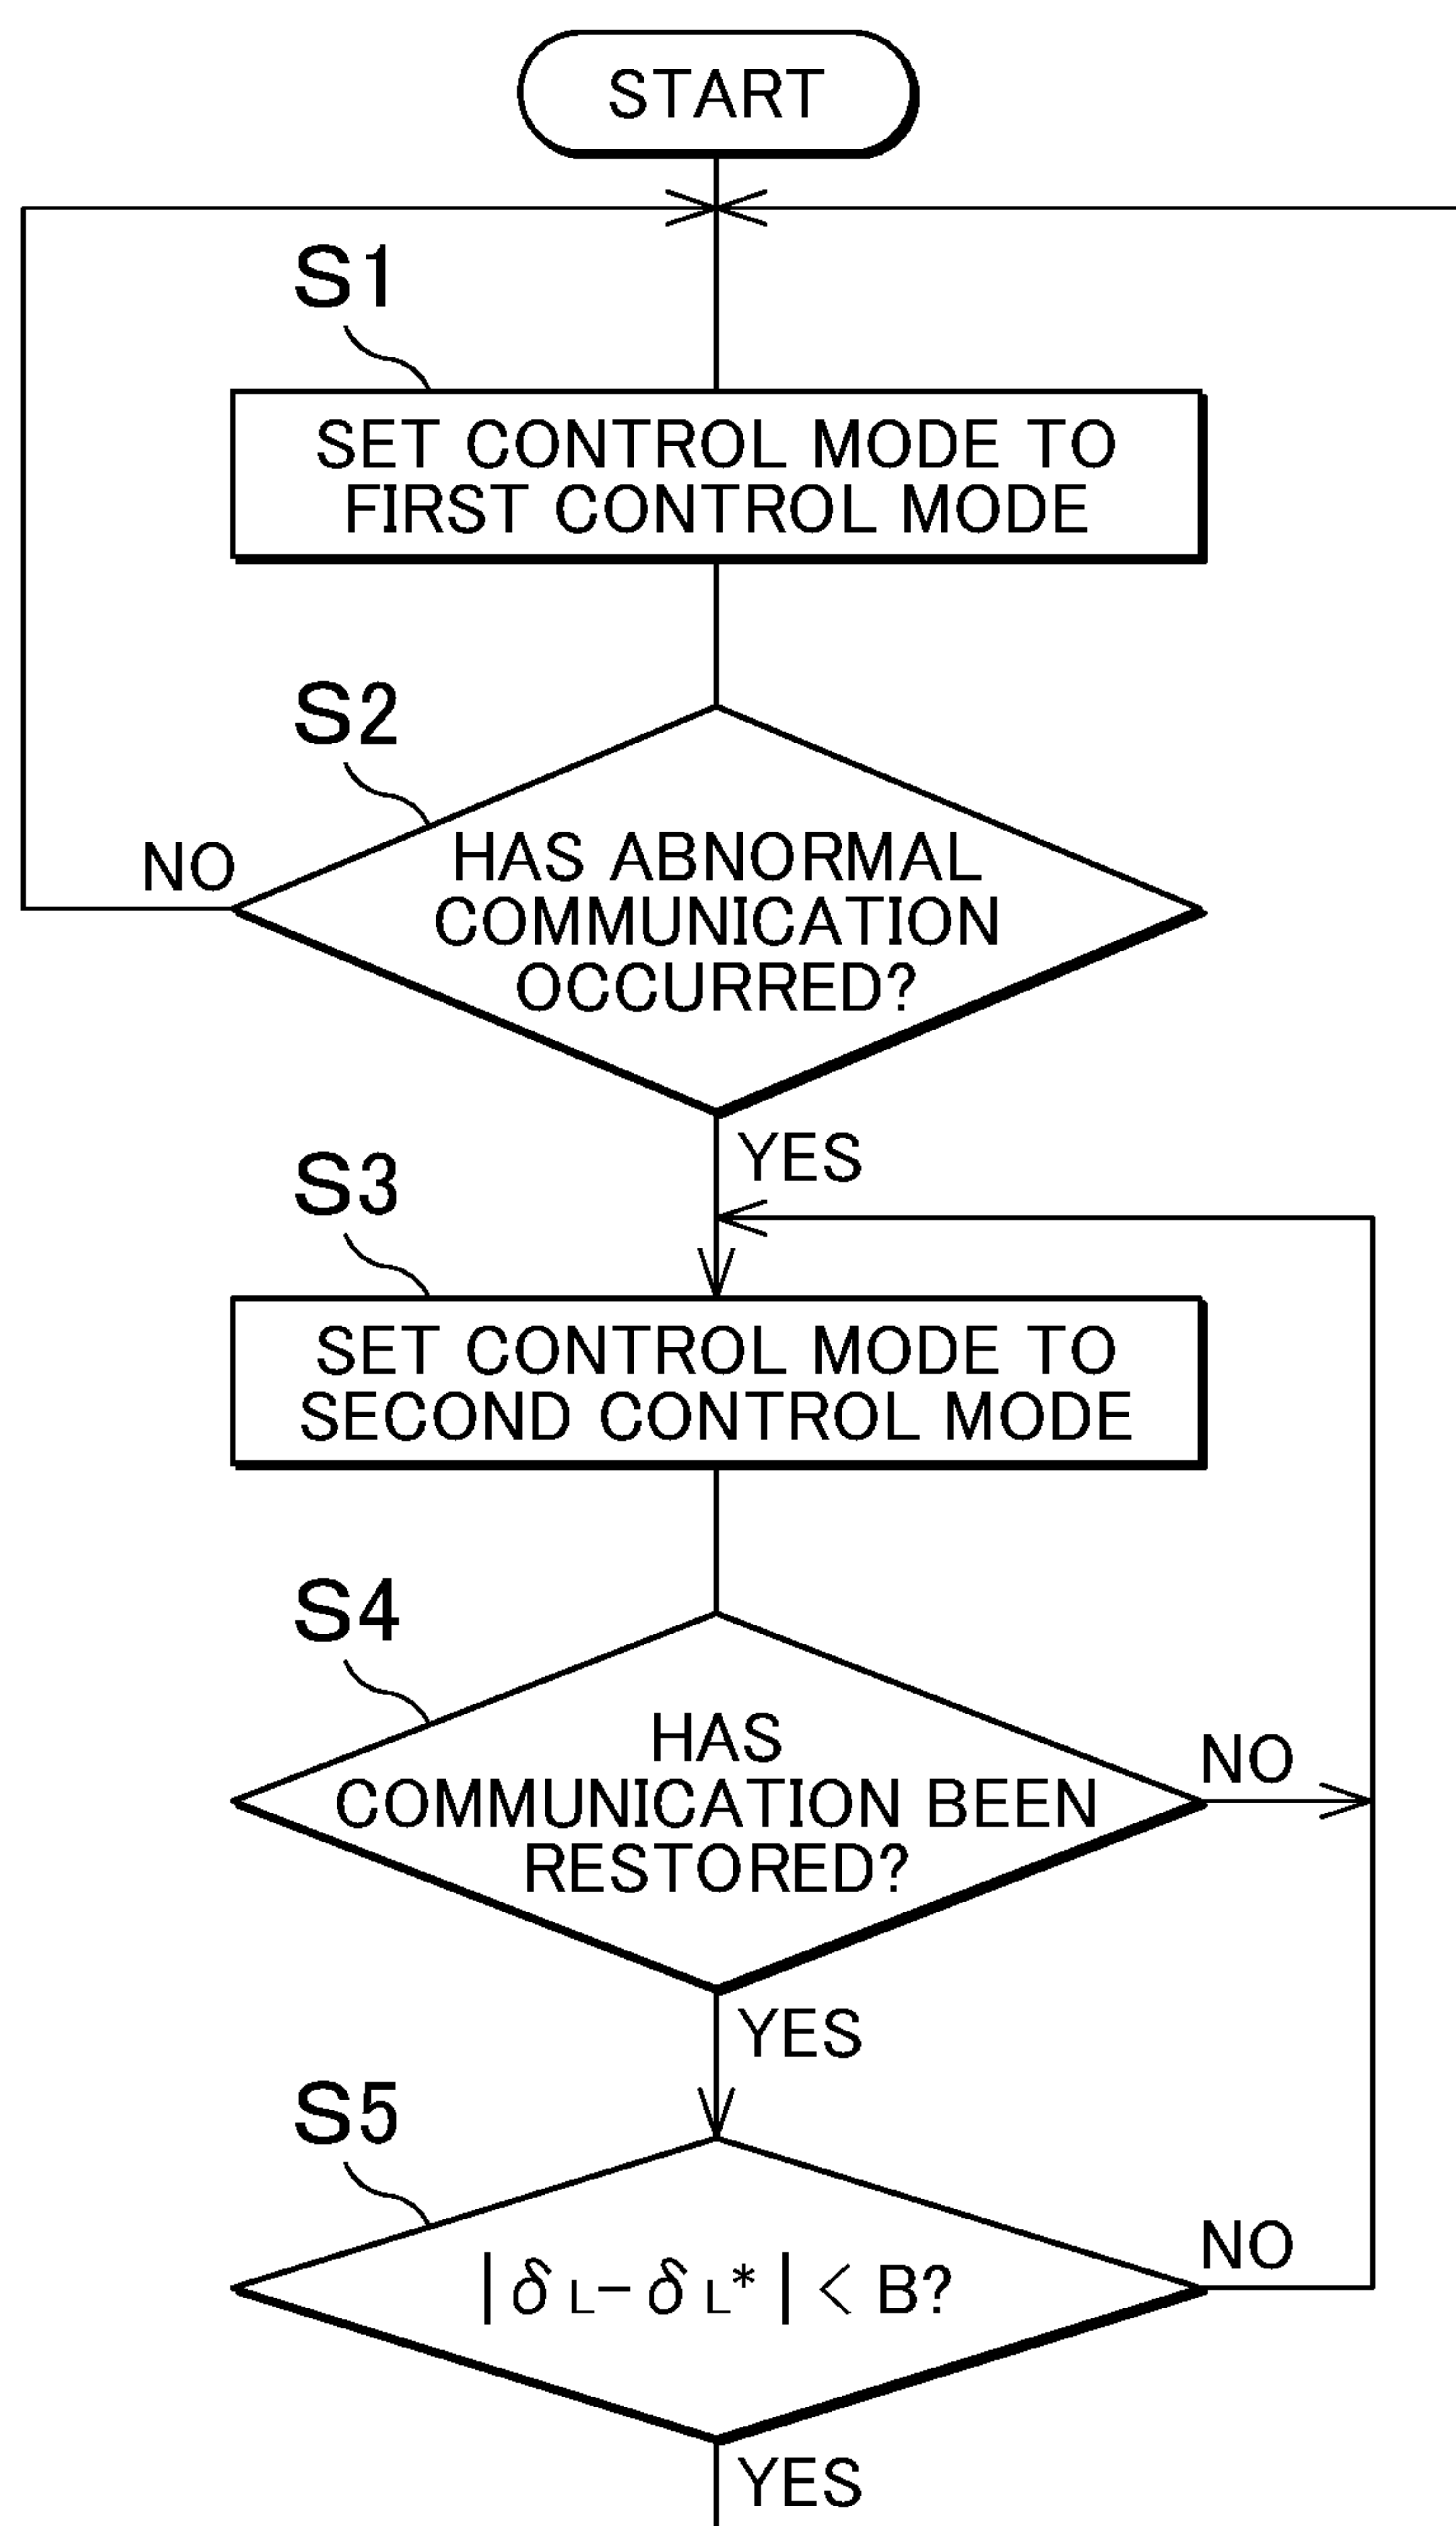 START
S1
SET CONTROL MODE TO
FIRST CONTROL MODE
S2
NO
HAS ABNORMAL
COMMUNICATION
OCCURRED?
YES
S3
SET CONTROL MODE TO
SECOND CONTROL MODE
S4
HAS
COMMUNICATION BEEN
RESTORED?
NO
YES
S5
|δL-δL*| < B?
NO
YES